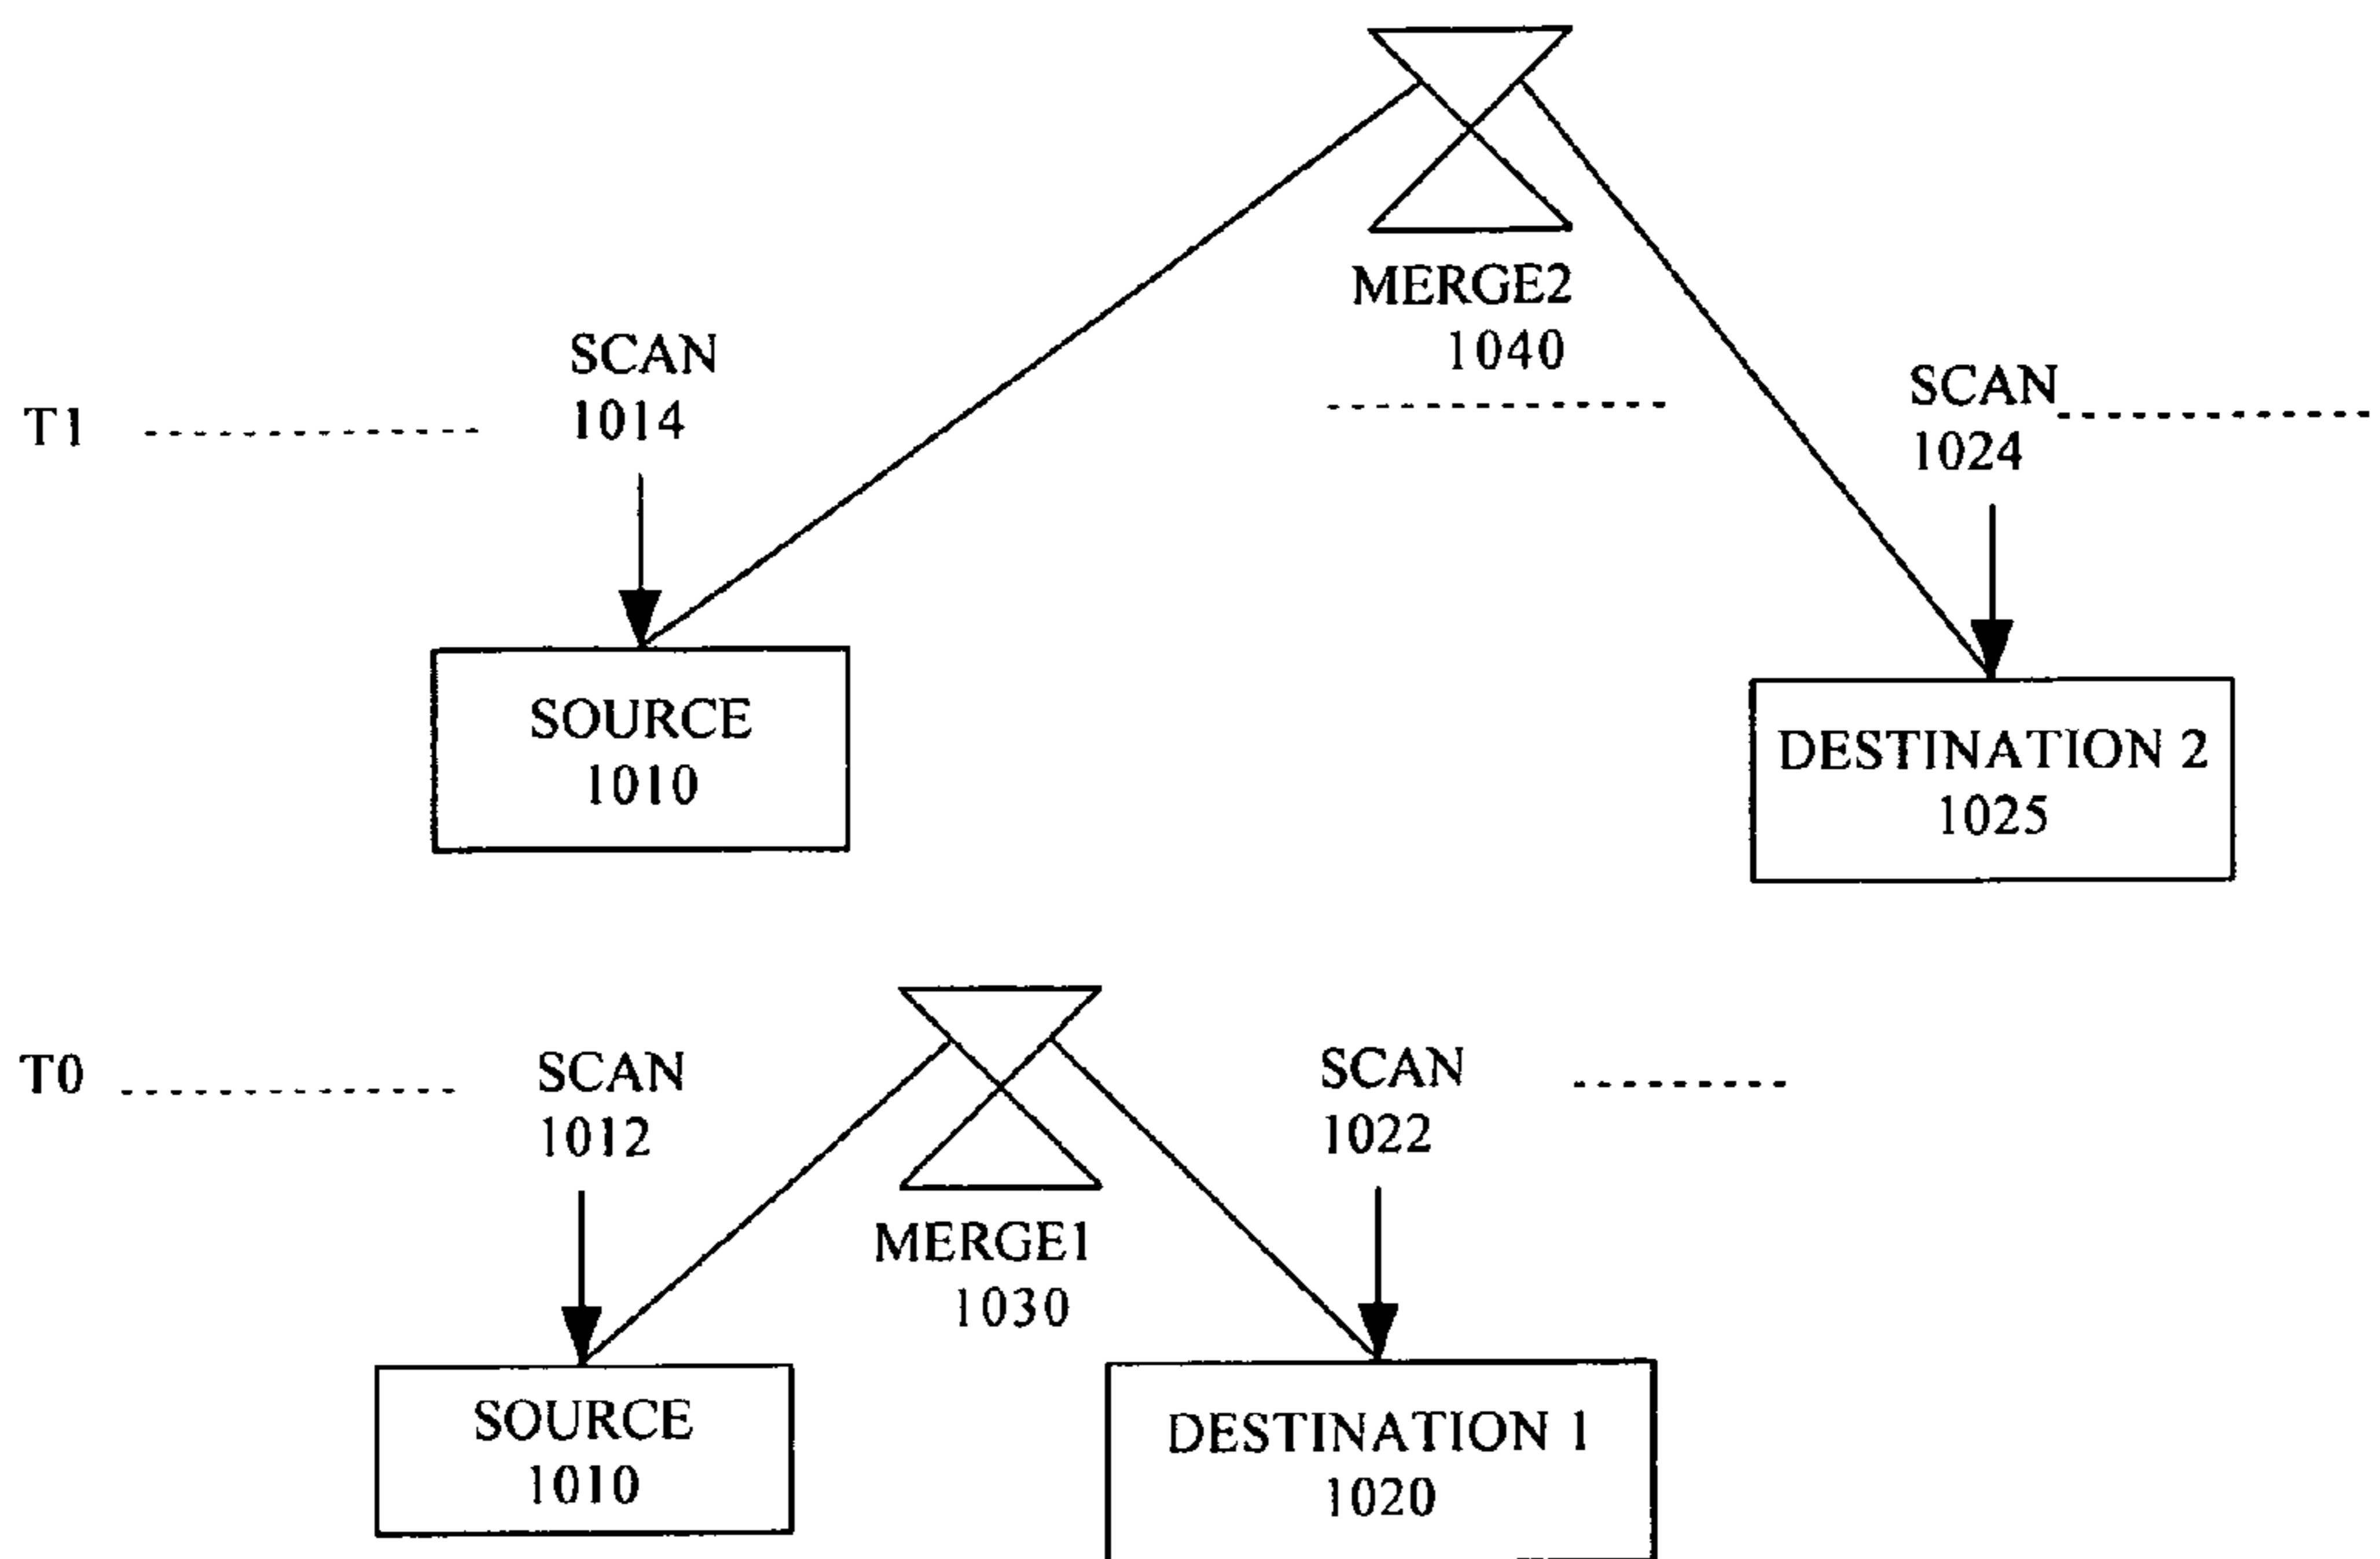 MERGE2
1040
SCAN
1014
T1
SCAN
1024
SOURCE
1010
DESTINATION 2
1025
T0
SCAN
1012
SCAN
1022
MERGE1
1030
SOURCE
1010
DESTINATION 1
1020